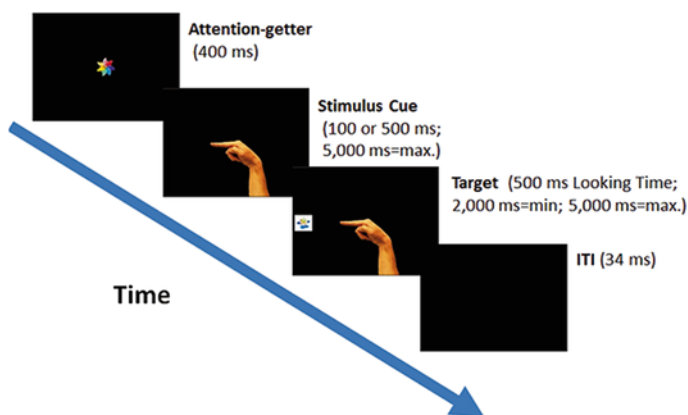 Attention-getter
(400 ms)
Stimulus Cue
(100 or 500 ms;
5,000 ms=max.)
Target (500 ms Looking Time;
2,000 ms=min; 5,000 ms=max.)
ITI (34 ms)
Time